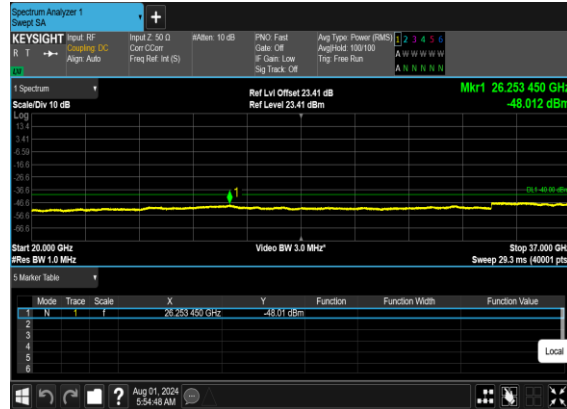 Spectrum Analyzer 1
Swept SA
+
KEYSIGHT Input: RF Input Z: 50 Ω #Atten: 10 dB PNO: Fast Avg Type: Power (RMS) 1 2 3 4 5 6
R T Coupling: DC Corr CCorr Gate: Off Avg|Hold: 100/100 A W W W W W
Align: Auto Freq Ref: Int (S) IF Gain: Low Trig: Free Run
Sig Track: Off A N N N N N
1 Spectrum Ref Lvl Offset 23.41 dB Mkr1 26.253 450 GHz
Scale/Div 10 dB Ref Level 23.41 dBm -48.012 dBm
Log
13.4
3.41
-6.59
-16.6
-26.6
-36.6 1 DL1 -40.00 dBm
-46.6
-56.6
-66.6
Start 20.000 GHz Video BW 3.0 MHz* Stop 37.000 GHz
#Res BW 1.0 MHz Sweep 29.3 ms (40001 pts)
5 Marker Table
Mode Trace Scale X Y Function Function Width Function Value
1 N 1 f 26.253 450 GHz -48.01 dBm
2
3
4
5
6
Local
? Aug 01, 2024
5:54:48 AM